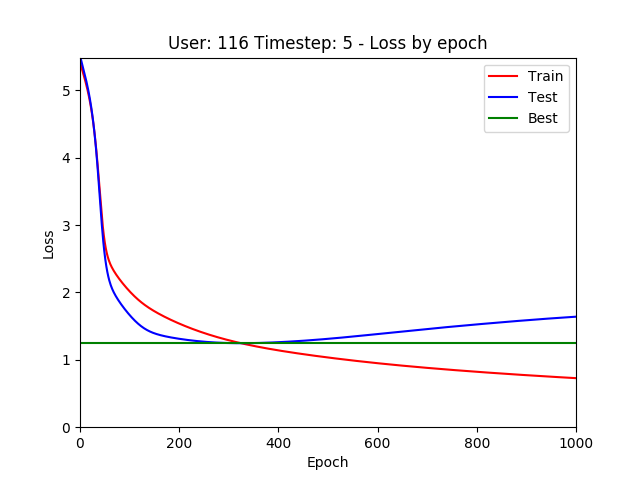 User: 116 Timestep: 5 - Loss by epoch
Train
Test
Best
Loss
5
4
3
2
1
0
0 200 400 600 800 1000
Epoch